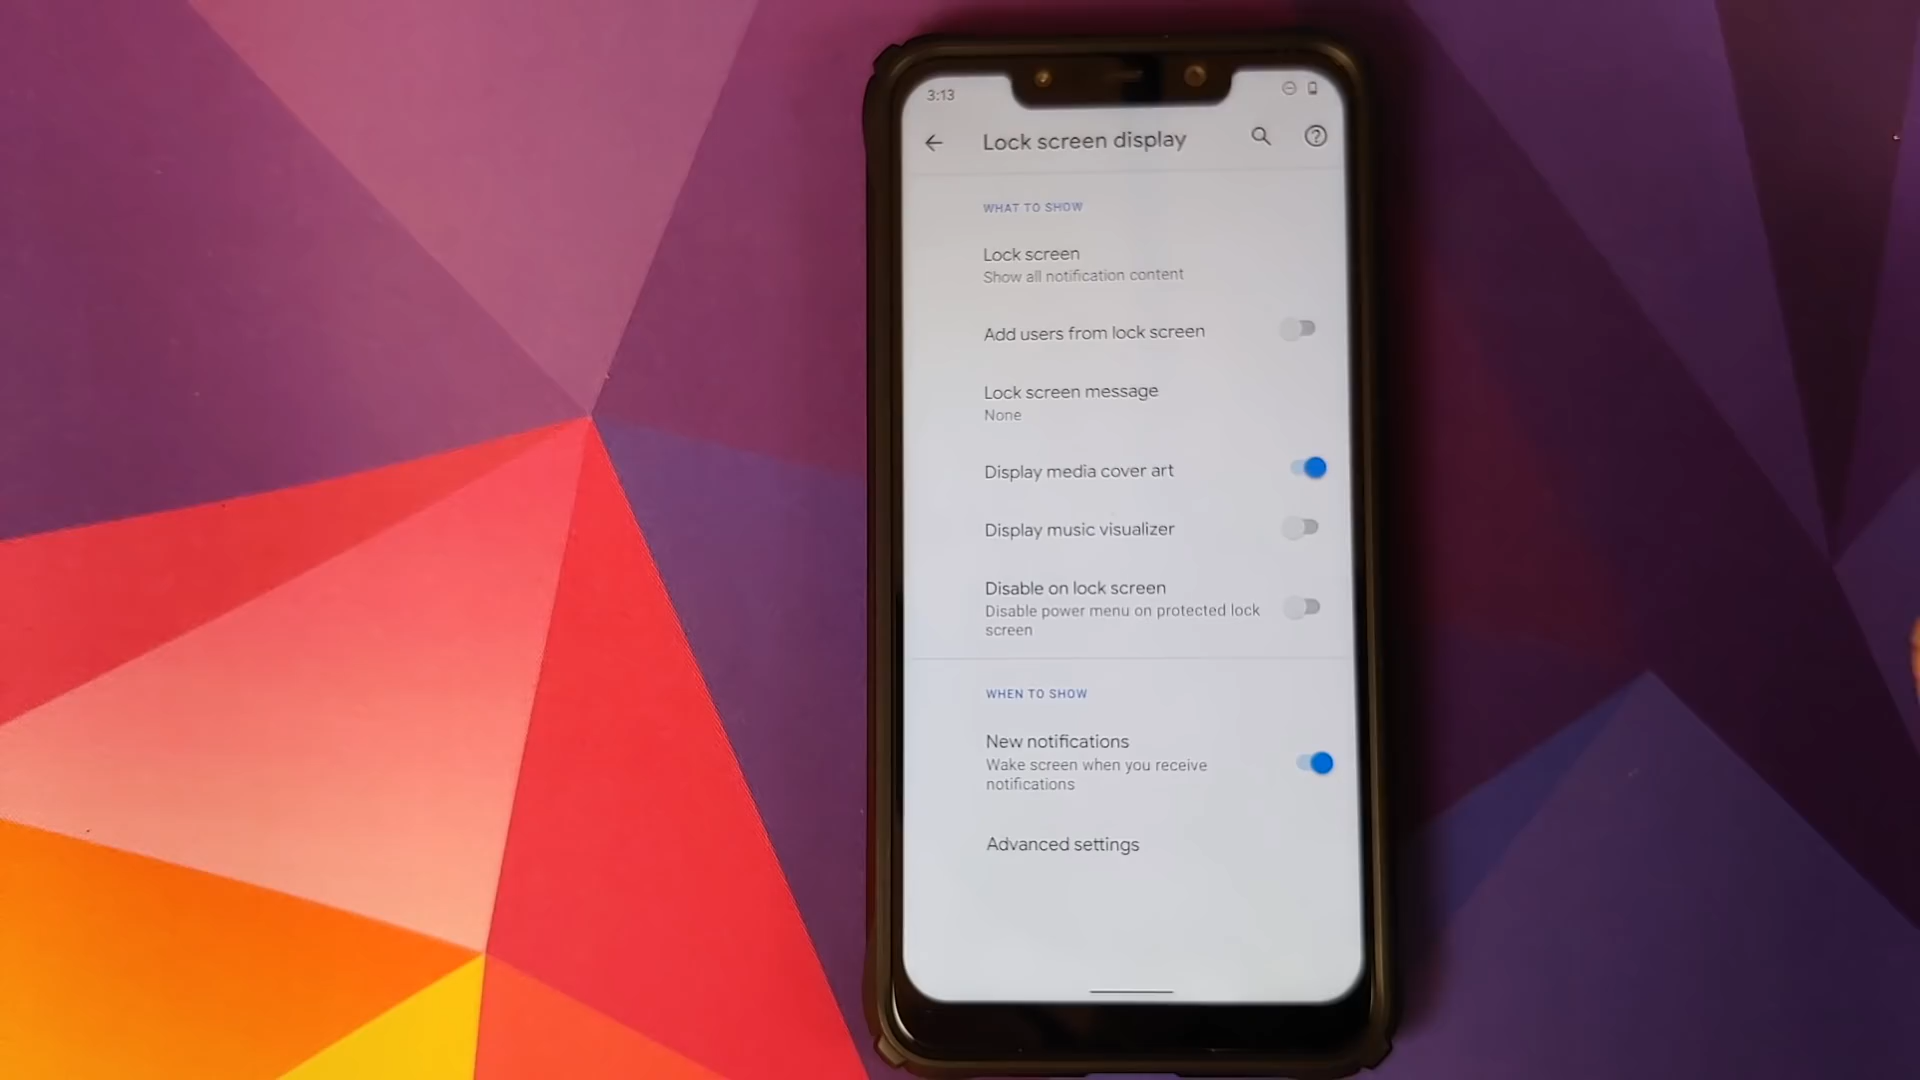 3:13
Lock screen display
WHAT TO SHOW
Lock screen
Show all notification content
Add users from lock screen
Lock screen message
None
Display media cover art
Display music visualizer
Disable on lock screen
Disable power menu on protected lock
screen
WHEN TO SHOW
New notifications
Wake screen when you receive
notifications
Advanced settings